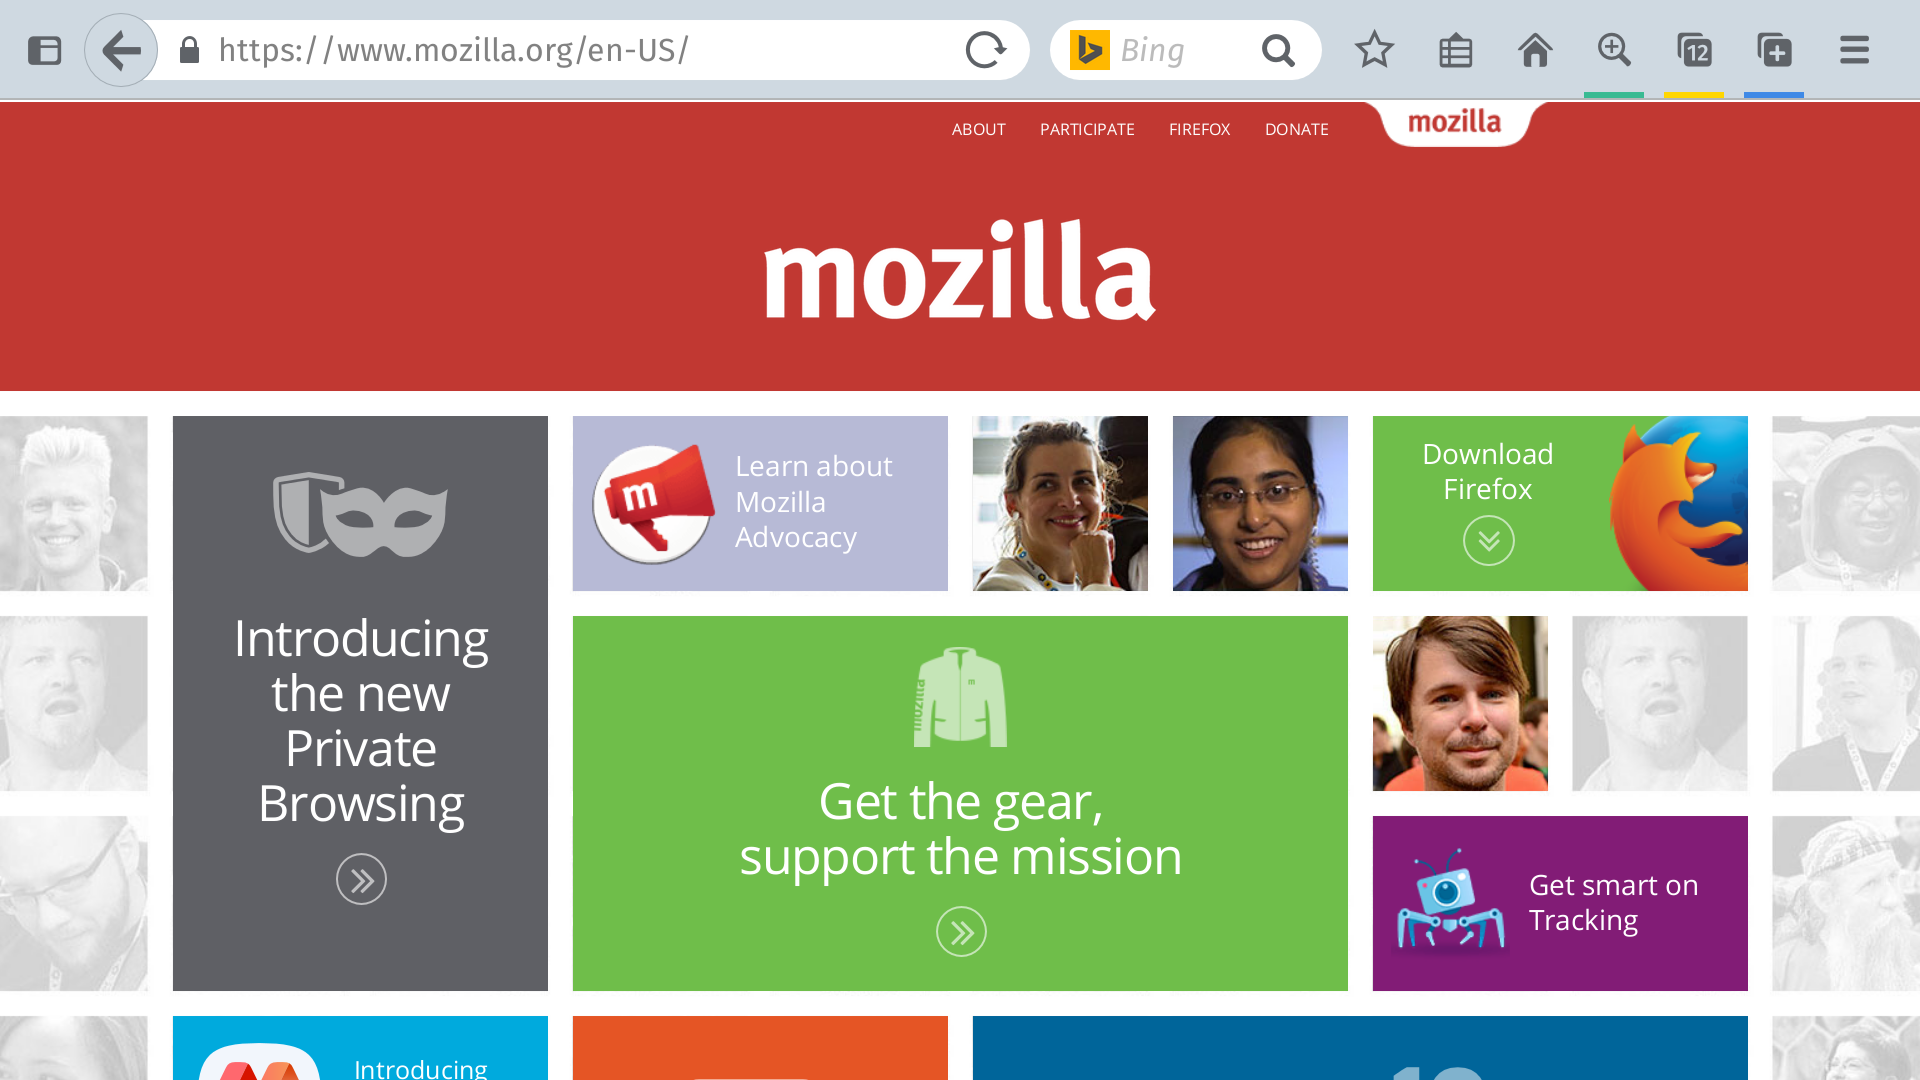 https://www.mozilla.org/en-US/
Bing
12
ABOUT PARTICIPATE FIREFOX DONATE
mozilla
mozilla
Introducing
the new
Private
Browsing
m
Learn about
Mozilla
Advocacy
Download
Firefox
mozilla
m
Get the gear,
support the mission
Get smart on
Tracking
Introducing